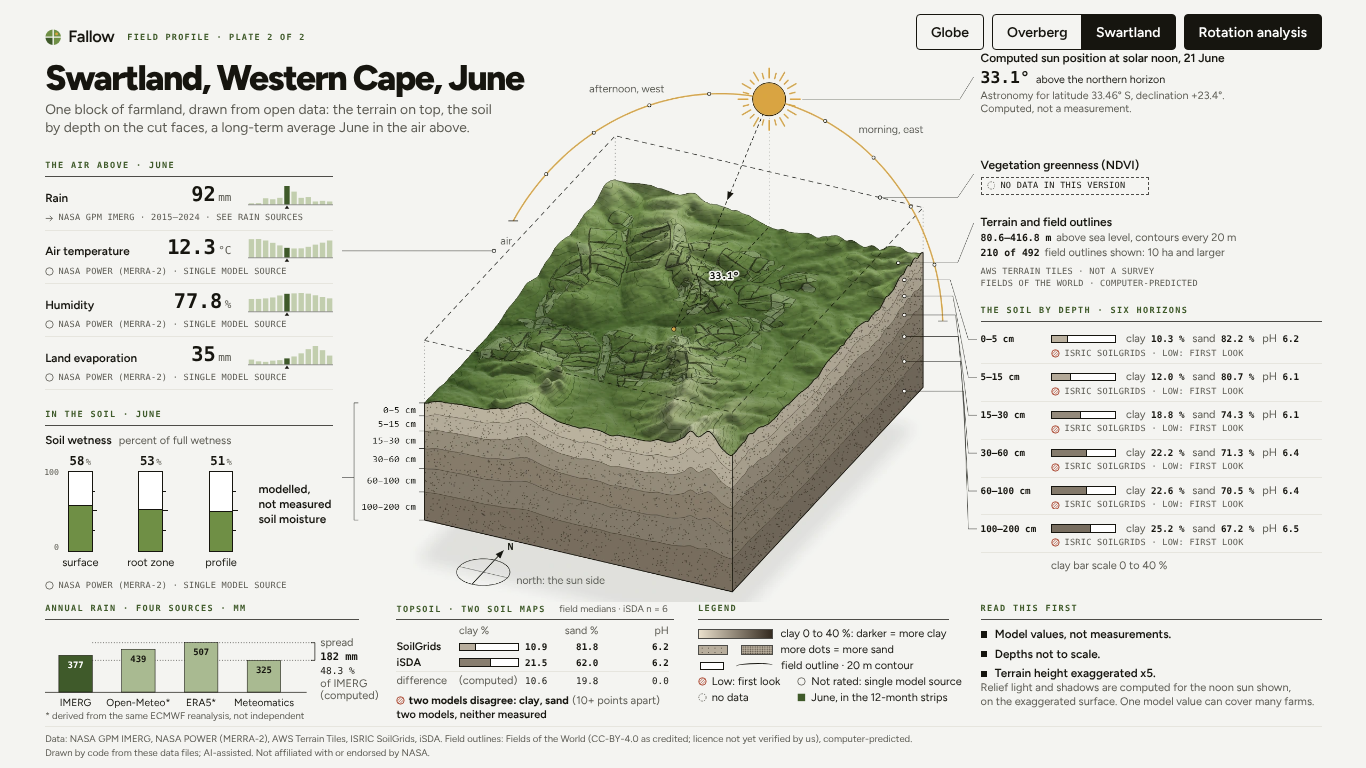 Fallow
FIELD PROFILE · PLATE 2 OF 2
Globe
Overberg
Swartland
Rotation analysis
Swartland, Western Cape, June
One block of farmland, drawn from open data: the terrain on top, the soil
by depth on the cut faces, a long-term average June in the air above.
THE AIR ABOVE · JUNE
Rain 92 mm
→ NASA GPM IMERG · 2015–2024 · SEE RAIN SOURCES
Air temperature 12.3 °C
NASA POWER (MERRA-2) · SINGLE MODEL SOURCE
Humidity 77.8 %
NASA POWER (MERRA-2) · SINGLE MODEL SOURCE
Land evaporation 35 mm
NASA POWER (MERRA-2) · SINGLE MODEL SOURCE
IN THE SOIL · JUNE
Soil wetness percent of full wetness
58% 53% 51%
100
0
surface root zone profile
modelled,
not measured
soil moisture
NASA POWER (MERRA-2) · SINGLE MODEL SOURCE
afternoon, west
morning, east
air
33.1°
0–5 cm
5–15 cm
15–30 cm
30–60 cm
60–100 cm
100–200 cm
N
north: the sun side
Computed sun position at solar noon, 21 June
33.1° above the northern horizon
Astronomy for latitude 33.46° S, declination +23.4°.
Computed, not a measurement.
Vegetation greenness (NDVI)
NO DATA IN THIS VERSION
Terrain and field outlines
80.6–416.8 m above sea level, contours every 20 m
210 of 492 field outlines shown: 10 ha and larger
AWS TERRAIN TILES · NOT A SURVEY
FIELDS OF THE WORLD · COMPUTER-PREDICTED
THE SOIL BY DEPTH · SIX HORIZONS
0–5 cm clay 10.3 % sand 82.2 % pH 6.2
ISRIC SOILGRIDS · LOW: FIRST LOOK
5–15 cm clay 12.0 % sand 80.7 % pH 6.1
ISRIC SOILGRIDS · LOW: FIRST LOOK
15–30 cm clay 18.8 % sand 74.3 % pH 6.1
ISRIC SOILGRIDS · LOW: FIRST LOOK
30–60 cm clay 22.2 % sand 71.3 % pH 6.4
ISRIC SOILGRIDS · LOW: FIRST LOOK
60–100 cm clay 22.6 % sand 70.5 % pH 6.4
ISRIC SOILGRIDS · LOW: FIRST LOOK
100–200 cm clay 25.2 % sand 67.2 % pH 6.5
ISRIC SOILGRIDS · LOW: FIRST LOOK
clay bar scale 0 to 40 %
ANNUAL RAIN · FOUR SOURCES · MM
377 439 507 325
IMERG Open-Meteo* ERA5* Meteomatics
spread
182 mm
48.3 %
of IMERG
(computed)
* derived from the same ECMWF reanalysis, not independent
TOPSOIL · TWO SOIL MAPS field medians · iSDA n = 6
clay % sand % pH
SoilGrids 10.9 81.8 6.2
iSDA 21.5 62.0 6.2
difference (computed) 10.6 19.8 0.0
two models disagree: clay, sand (10+ points apart)
two models, neither measured
LEGEND
clay 0 to 40 %: darker = more clay
more dots = more sand
field outline · 20 m contour
Low: first look Not rated: single model source
no data June, in the 12-month strips
READ THIS FIRST
Model values, not measurements.
Depths not to scale.
Terrain height exaggerated x5.
Relief light and shadows are computed for the noon sun shown,
on the exaggerated surface. One model value can cover many farms.
Data: NASA GPM IMERG, NASA POWER (MERRA-2), AWS Terrain Tiles, ISRIC SoilGrids, iSDA. Field outlines: Fields of the World (CC-BY-4.0 as credited; licence not yet verified by us), computer-predicted.
Drawn by code from these data files; AI-assisted. Not affiliated with or endorsed by NASA.